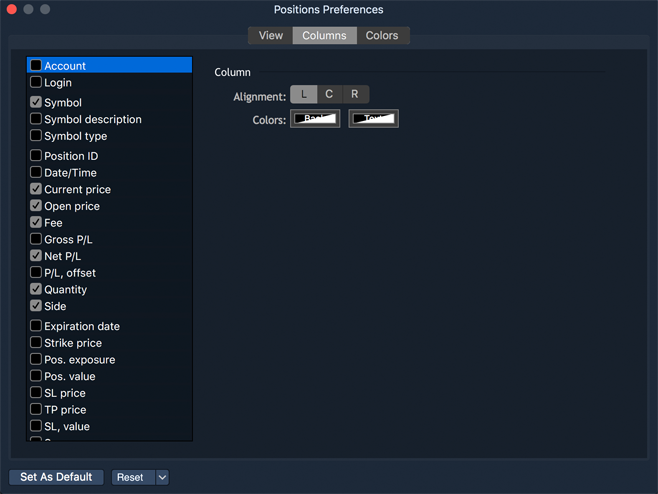 Positions Preferences
View Columns Colors
Account
Login
Symbol
Symbol description
Symbol type
Position ID
Date/Time
Current price
Open price
Fee
Gross P/L
Net P/L
P/L, offset
Quantity
Side
Expiration date
Strike price
Pos. exposure
Pos. value
SL price
TP price
SL, value
Column
Alignment: L C R
Colors:
Set As Default Reset